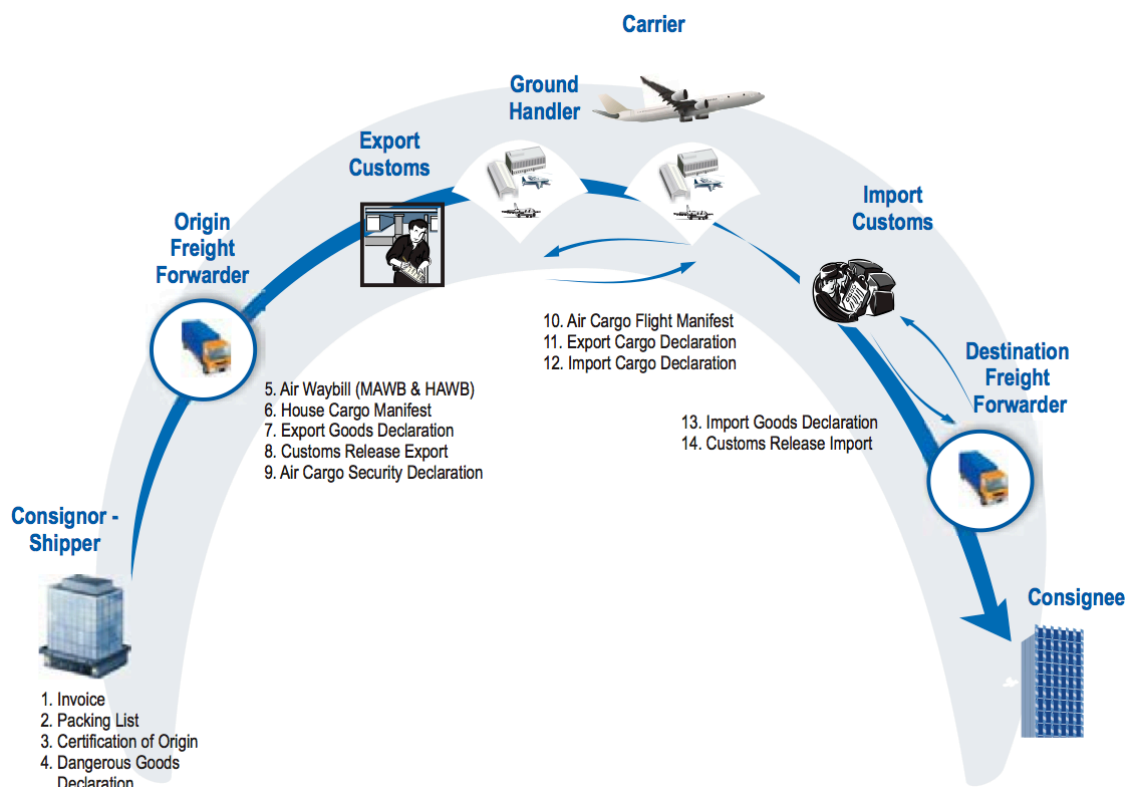 Carrier
Ground
Handler
Export
Customs
Import
Customs
Origin
Freight
Forwarder
10. Air Cargo Flight Manifest
11. Export Cargo Declaration
12. Import Cargo Declaration
Destination
Freight
Forwarder
5. Air Waybill (MAWB & HAWB)
6. House Cargo Manifest
7. Export Goods Declaration
8. Customs Release Export
9. Air Cargo Security Declaration
13. Import Goods Declaration
14. Customs Release Import
Consignor -
Shipper
Consignee
1. Invoice
2. Packing List
3. Certification of Origin
4. Dangerous Goods
Declaration